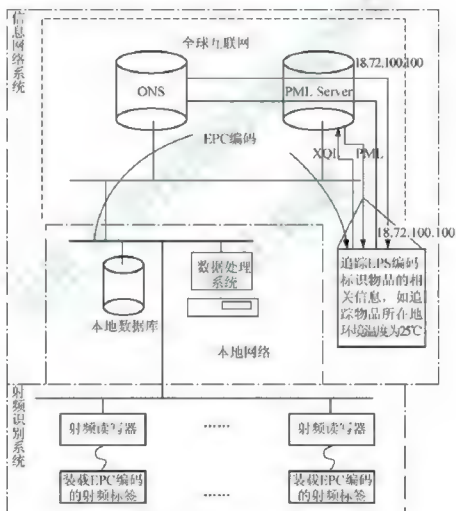 信息网络系统
全球互联网
ONS
PML Server
18.72.100.100
EPC编码
XQL
PML
18.72.100.100
追踪EPS编码
标识物品的相
关信息，如追
踪物品所在地
环境温度为25℃
数据处理
系统
本地数据库
本地网络
射频识别系统
射频读写器
……
射频读写器
装载EPC编码
的射频标签
……
装载EPC编码
的射频标签